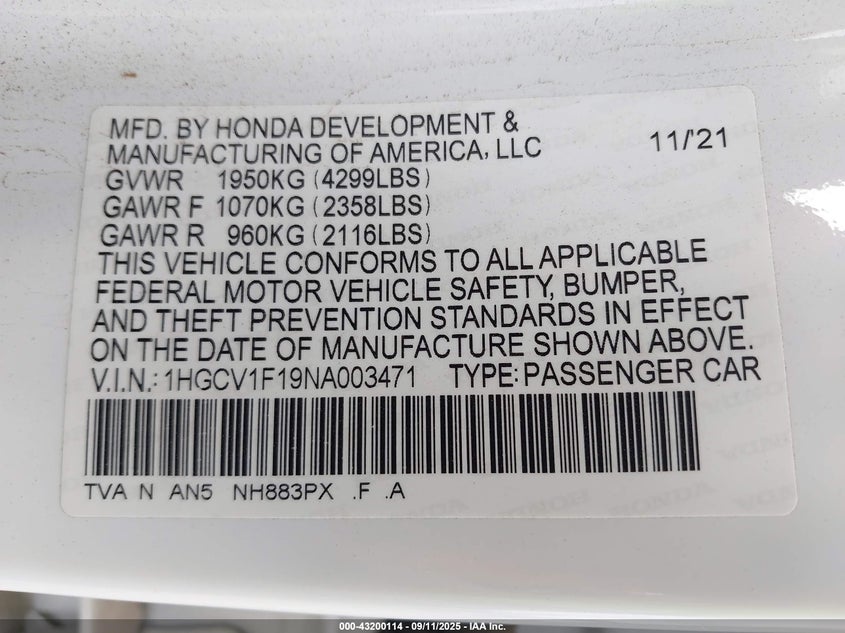 MFD. BY HONDA DEVELOPMENT &
MANUFACTURING OF AMERICA, LLC 11/'21
GVWR 1950KG (4299LBS)
GAWR F 1070KG (2358LBS)
GAWR R 960KG (2116LBS)
THIS VEHICLE CONFORMS TO ALL APPLICABLE
FEDERAL MOTOR VEHICLE SAFETY, BUMPER,
AND THEFT PREVENTION STANDARDS IN EFFECT
ON THE DATE OF MANUFACTURE SHOWN ABOVE.
V.I.N.: 1HGCV1F19NA003471 TYPE: PASSENGER CAR
TVA N AN5 NH883PX .F .A
000-43200114 - 09/11/2025 - IAA Inc.